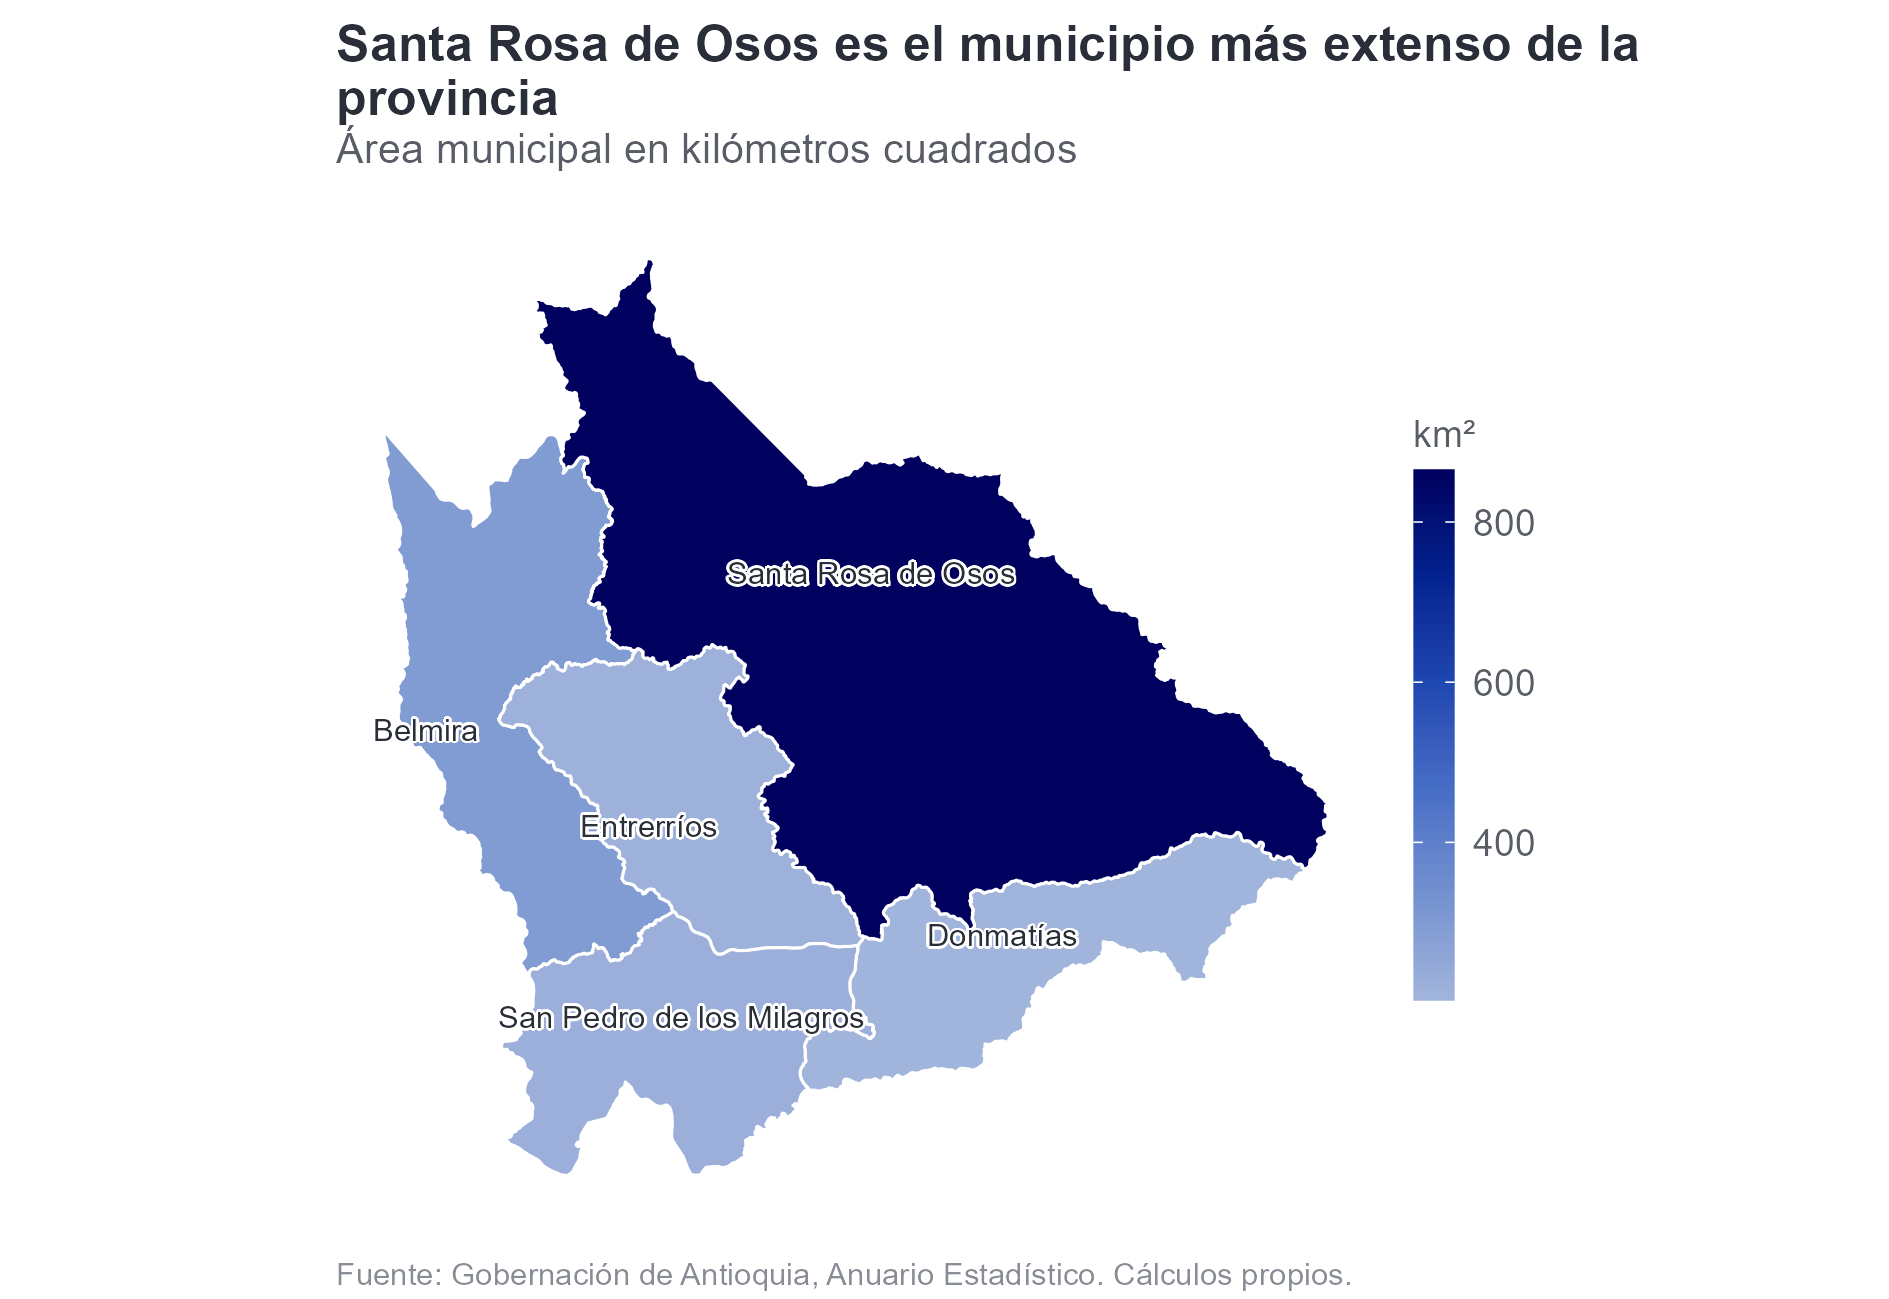 Santa Rosa de Osos es el municipio más extenso de la
provincia
Área municipal en kilómetros cuadrados
km²
800
600
400
Santa Rosa de Osos
Belmira
Entrerríos
Donmatías
San Pedro de los Milagros
Fuente: Gobernación de Antioquia, Anuario Estadístico. Cálculos propios.